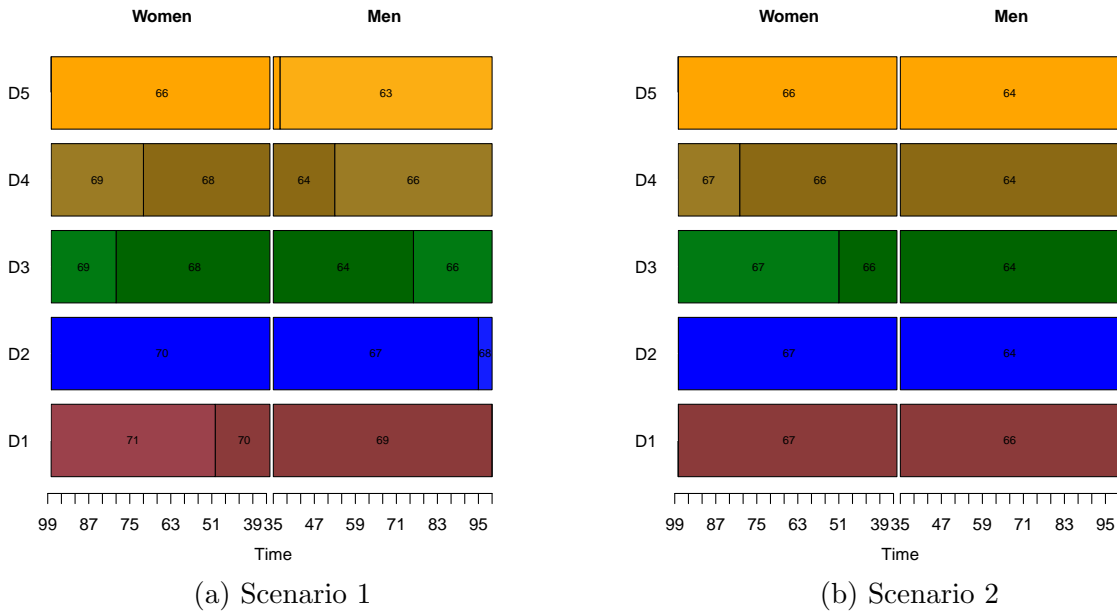 Women Men Women Men
D5 66 63 D5 66 64
D4 69 68 64 66 D4 67 66 64
D3 69 68 64 66 D3 67 66 64
D2 70 67 68 D2 67 64
D1 71 70 69 D1 67 66
99 87 75 63 51 39 35 47 59 71 83 95 99 87 75 63 51 39 35 47 59 71 83 95
Time Time
(a) Scenario 1 (b) Scenario 2